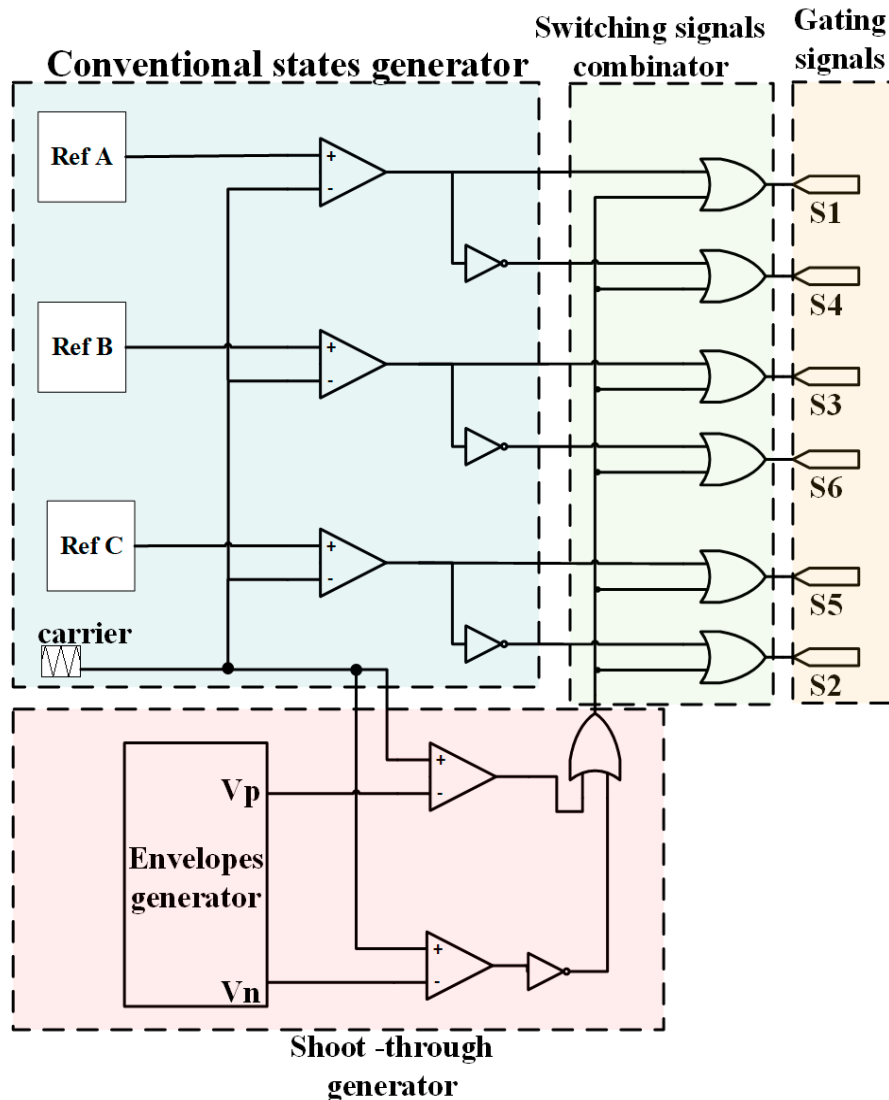 Switching signals
combinator
Gating
signals
Conventional states generator
Ref A
+
-
S1
S4
Ref B
+
-
S3
S6
Ref C
+
-
S5
carrier
S2
+
-
Vp
Envelopes
generator
+
-
Vn
Shoot -through
generator